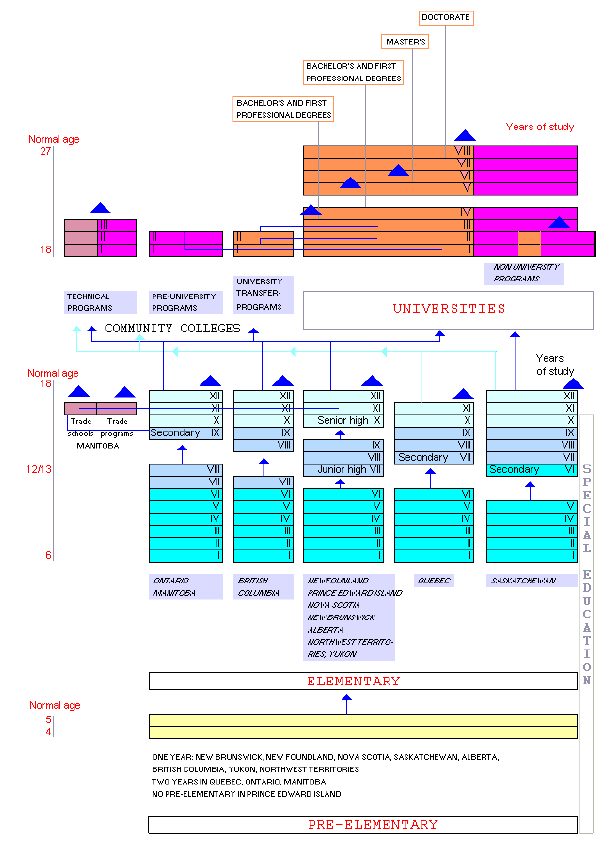 DOCTORATE
MASTER'S
BACHELOR'S AND FIRST
PROFESSIONAL DEGREES
BACHELOR'S AND FIRST
PROFESSIONAL DEGREES
Years of study
Normal age
27
VIII
VII
VI
V
IV
III
II
I
III
II
I
II
I
II
I
18
NON UNIVERSITY
PROGRAMS
TECHNICAL
PROGRAMS
PRE-UNIVERSITY
PROGRAMS
UNIVERSITY
TRANSFER-
PROGRAMS
UNIVERSITIES
COMMUNITY COLLEGES
Years
of study
Normal age
18
XII
XI
X
Secondary IX
VIII
VII
VI
V
IV
III
II
I
XII
XI
X
IX
VIII
VII
VI
V
IV
III
II
I
XII
XI
Senior high X
IX
VIII
Junior high VII
VI
V
IV
III
II
I
XI
X
IX
VIII
Secondary VII
VI
V
IV
III
II
I
XII
XI
X
IX
VIII
VII
Secondary VI
V
IV
III
II
I
Trade
schools
Trade
programs
MANITOBA
12/13
6
SPECIAL EDUCATION
ONTARIO
MANITOBA
BRITISH
COLUMBIA
NEWFOUNLAND
PRINCE EDWARD ISLAND
NOVA SCOTIA
NEW BRUNSWICK
ALBERTA
NORTHWEST TERRITO-
RIES, YUKON
QUEBEC
SASKATCHEWAN
ELEMENTARY
Normal age
5
4
ONE YEAR: NEW BRUNSWICK, NEW FOUNDLAND, NOVA SCOTIA, SASKATCHEWAN, ALBERTA,
BRITISH COLUMBIA, YUKON, NORTHWEST TERRITORIES
TWO YEARS IN QUEBEC, ONTARIO, MANITOBA
NO PRE-ELEMENTARY IN PRINCE EDWARD ISLAND
PRE-ELEMENTARY